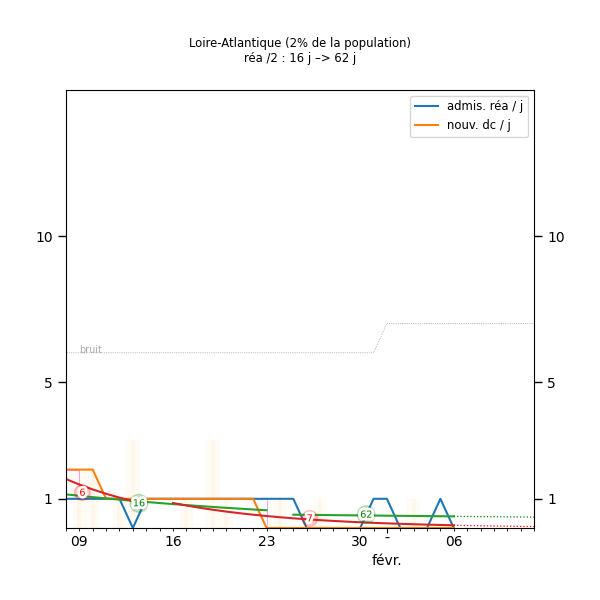 Loire-Atlantique (2% de la population)
réa /2 : 16 j –> 62 j
admis. réa / j
nouv. dc / j
10
10
bruit
5
5
6
16
7
62
1
1
09
16
23
30
-
06
févr.